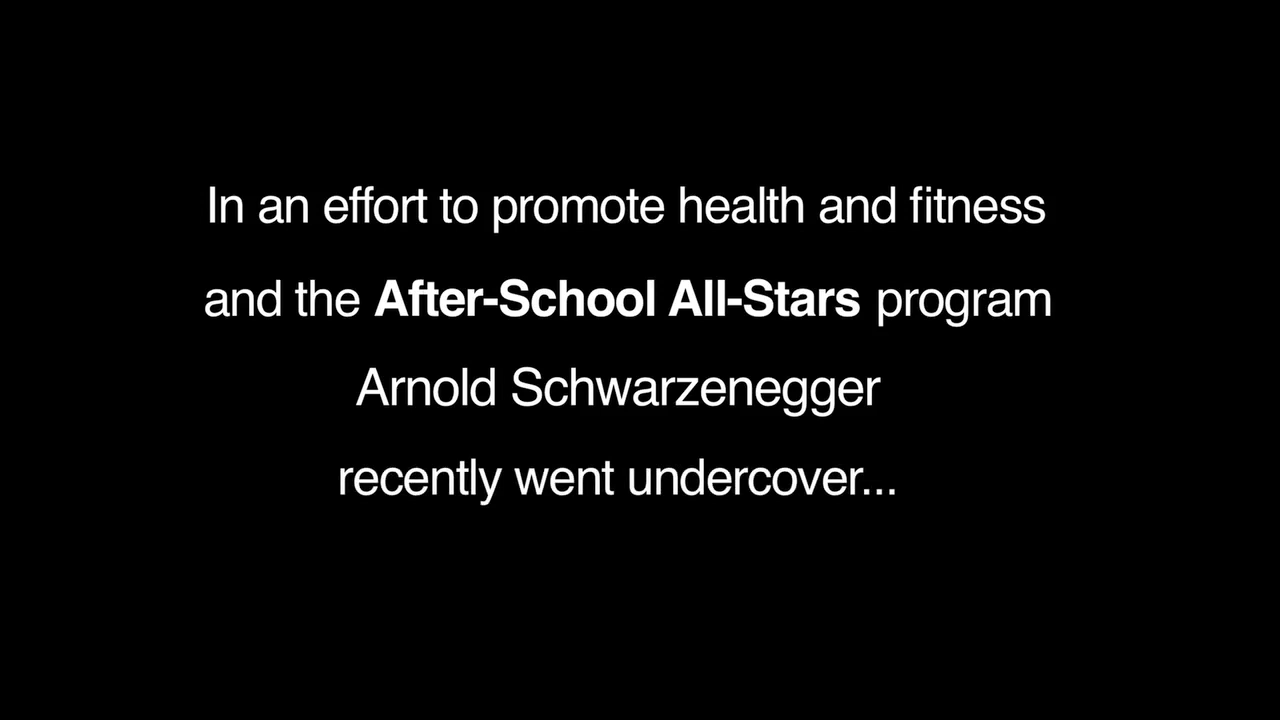 In an effort to promote health and fitness
and the After-School All-Stars program
Arnold Schwarzenegger
recently went undercover...